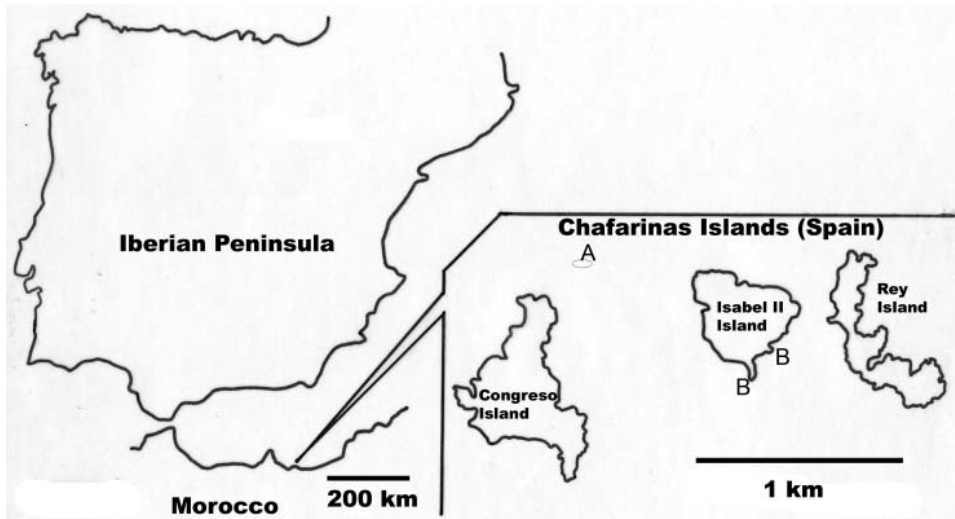 Iberian Peninsula
Chafarinas Islands (Spain)
A
Isabel II
Island
Rey
Island
B
B
Congreso
Island
200 km
1 km
Morocco